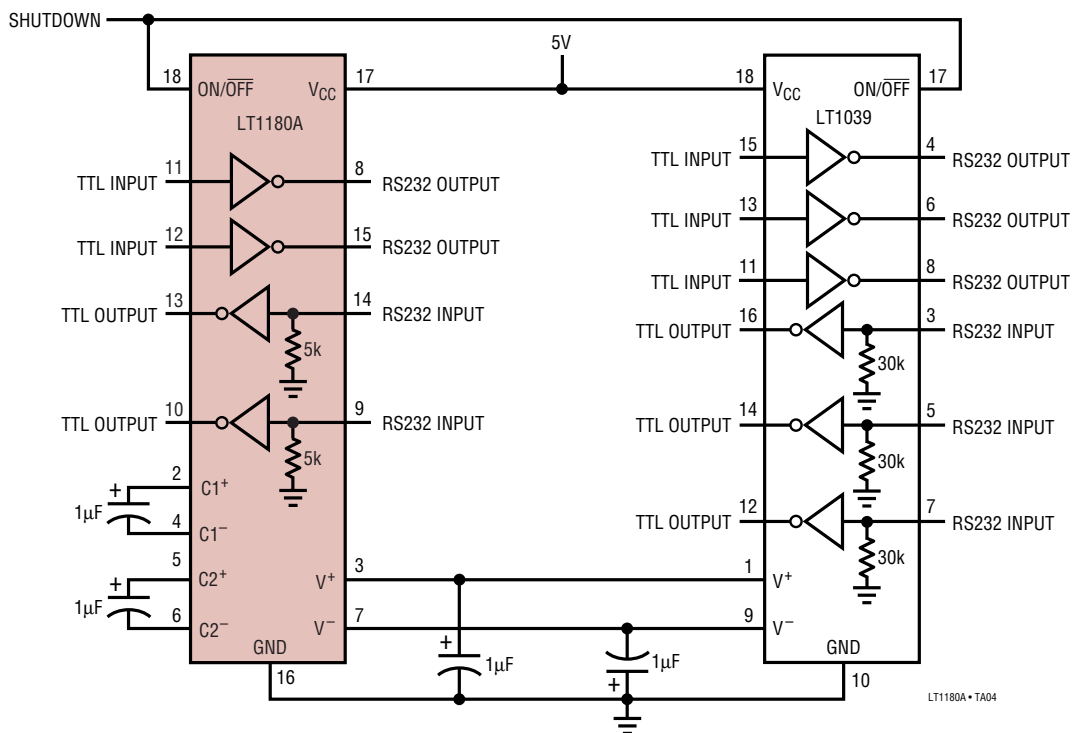 SHUTDOWN
5V
18 ON/OFF VCC 17
18 VCC ON/OFF 17
LT1180A
LT1039
TTL INPUT 15 4 RS232 OUTPUT
TTL INPUT 11 8 RS232 OUTPUT
TTL INPUT 13 6 RS232 OUTPUT
TTL INPUT 12 15 RS232 OUTPUT
TTL INPUT 11 8 RS232 OUTPUT
TTL OUTPUT 13 14 RS232 INPUT
5k
TTL OUTPUT 16 3 RS232 INPUT
30k
TTL OUTPUT 10 9 RS232 INPUT
5k
TTL OUTPUT 14 5 RS232 INPUT
30k
2 C1+
+
1µF
4 C1−
TTL OUTPUT 12 7 RS232 INPUT
30k
5 C2+
+
1µF
6 C2−
V+ 3
1 V+
V− 7
9 V−
GND
16
+
1µF
1µF
+
GND
10
LT1180A • TA04